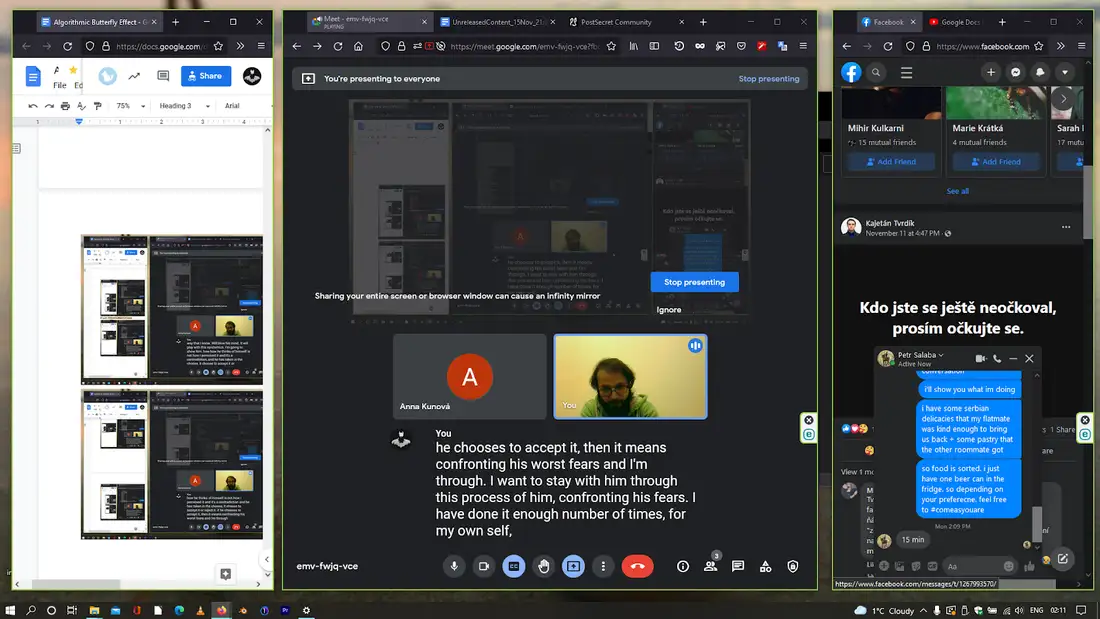 Algorithmic Butterfly Effect - G
https://docs.google.com/d
File
Ed
Share
75%
Heading 3
Arial
Meet - emv-fwjq-vce
PLAYING
UnreleasedContent_15Nov_21:
PostSecret Community
https://meet.google.com/emv-fwjq-vce?
You're presenting to everyone
Stop presenting
Sharing your entire screen or browser window can cause an infinity mirror
Stop presenting
Ignore
A
Anna Kunová
You
You
he chooses to accept it, then it means
confronting his worst fears and I'm
through. I want to stay with him through
this process of him, confronting his fears. I
have done it enough number of times, for
my own self,
emv-fwjq-vce
3
Facebook
Google Docs
https://www.facebook.com
Mihir Kulkarni
15 mutual friends
Add Friend
Marie Krátká
4 mutual friends
Add Friend
Sarah
17 mutu
See all
Kajetán Tvrdík
November 11 at 4:47 PM
Kdo jste se ještě neočkoval,
prosím očkujte se.
Petr Salaba
Active Now
conversation
i'll show you what im doing
i have some serbian
delicacies that my flatmate
was kind enough to bring
us back + some pastry that
the other roommate got
so food is sorted. i just
have one beer can in the
fridge. so depending on
your preferecne. feel free
to #comeasyouare
Mon 2:09 PM
15 min
Aa
1 Share
View 1 m
https://www.facebook.com/messages/t/1267993570/
1°C Cloudy
ENG
02:11